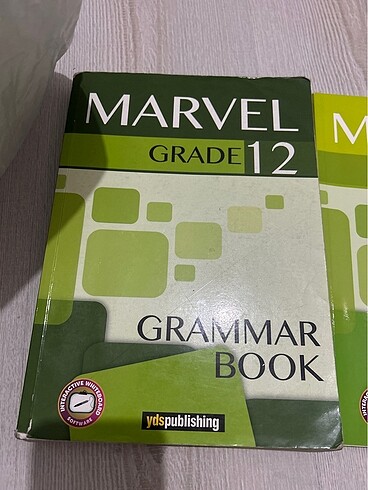 MARVEL
GRADE 12
GRAMMAR
BOOK
INTERACTIVE WHITEBOARD
SOFTWARE
ydspublishing
M